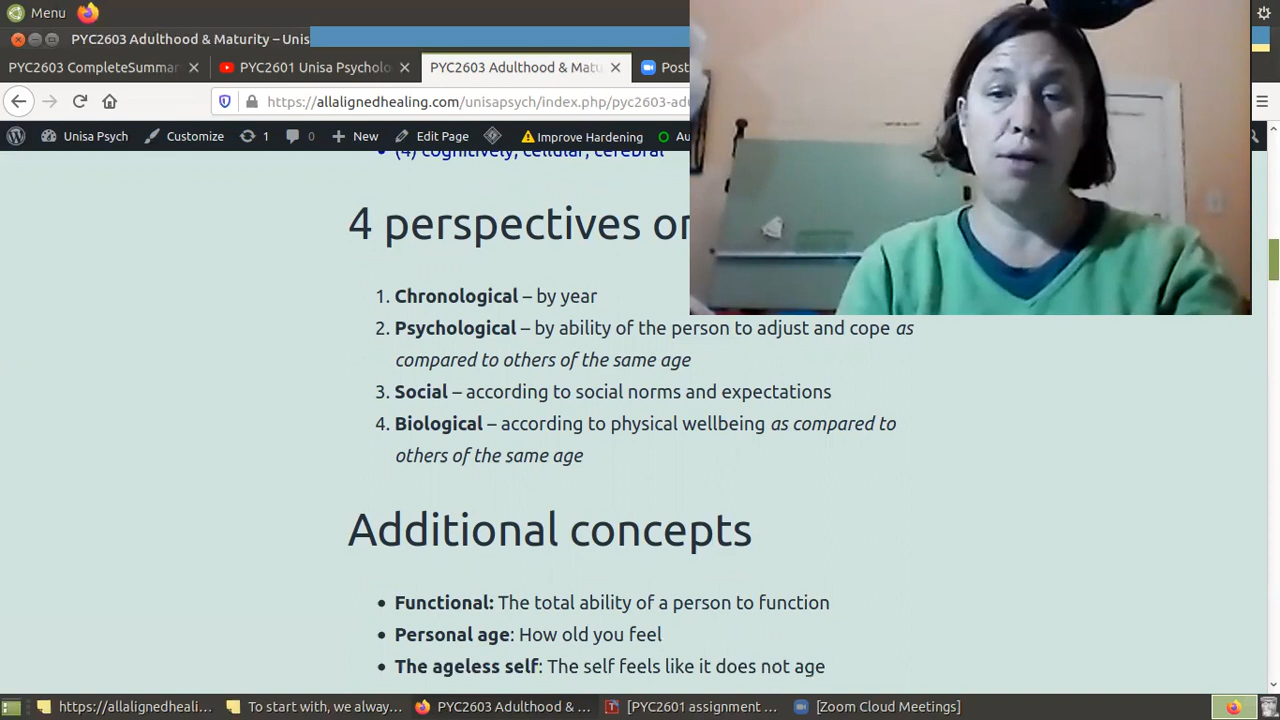 Menu
PYC2603 Adulthood & Maturity – Unis
PYC2603 CompleteSummar
PYC2601 Unisa Psycholo
PYC2603 Adulthood & Matu
Post
https://allalignedhealing.com/unisapsych/index.php/pyc2603-ad
Unisa Psych
Customize
1
0
New
Edit Page
Improve Hardening
(4) cognitively, cellular, cerebral
4 perspectives
1. Chronological – by year
2. Psychological – by ability of the person to adjust and cope as
compared to others of the same age
3. Social – according to social norms and expectations
4. Biological – according to physical wellbeing as compared to
others of the same age
Additional concepts
Functional: The total ability of a person to function
Personal age: How old you feel
The ageless self: The self feels like it does not age
https://allalignedheali...
To start with, we alway...
PYC2603 Adulthood & ...
[PYC2601 assignment ...
[Zoom Cloud Meetings]